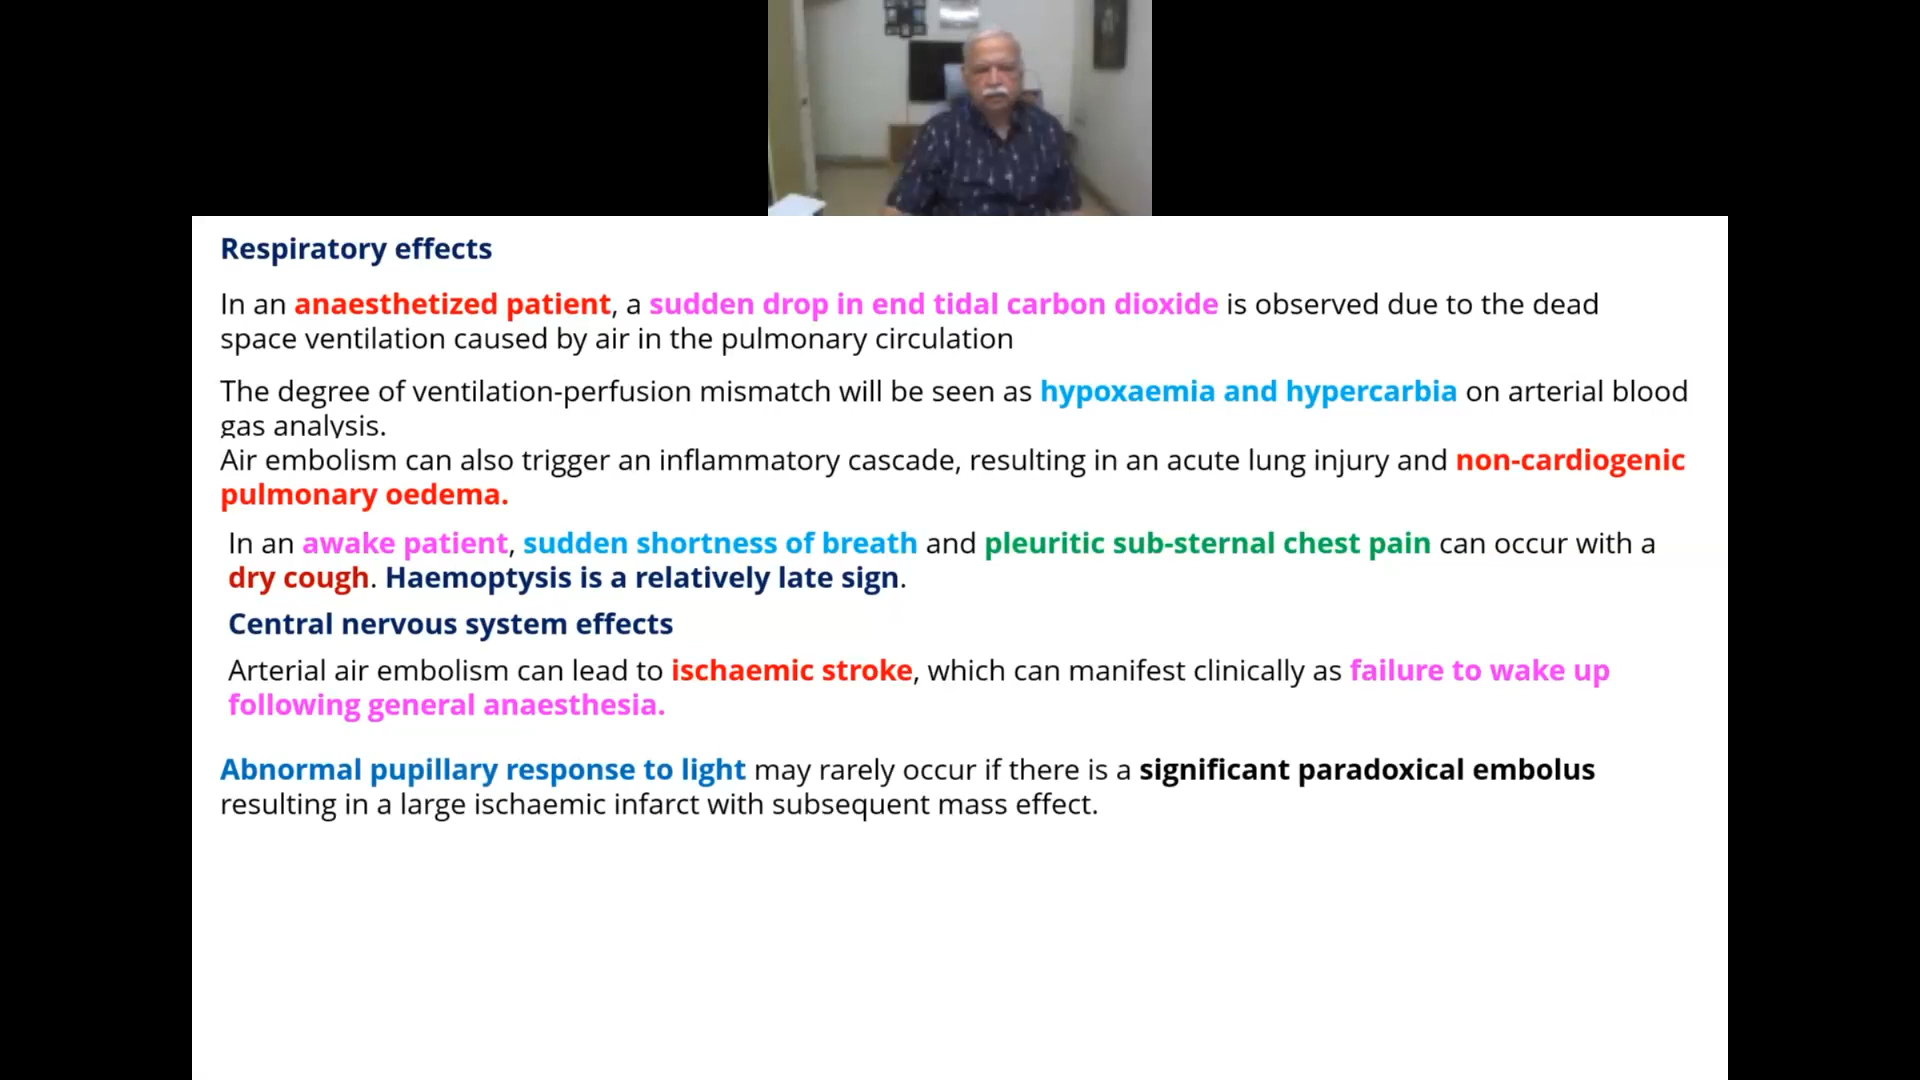 Respiratory effects
In an anaesthetized patient, a sudden drop in end tidal carbon dioxide is observed due to the dead
space ventilation caused by air in the pulmonary circulation
The degree of ventilation-perfusion mismatch will be seen as hypoxaemia and hypercarbia on arterial blood
gas analysis.
Air embolism can also trigger an inflammatory cascade, resulting in an acute lung injury and non-cardiogenic
pulmonary oedema.
In an awake patient, sudden shortness of breath and pleuritic sub-sternal chest pain can occur with a
dry cough. Haemoptysis is a relatively late sign.
Central nervous system effects
Arterial air embolism can lead to ischaemic stroke, which can manifest clinically as failure to wake up
following general anaesthesia.
Abnormal pupillary response to light may rarely occur if there is a significant paradoxical embolus
resulting in a large ischaemic infarct with subsequent mass effect.